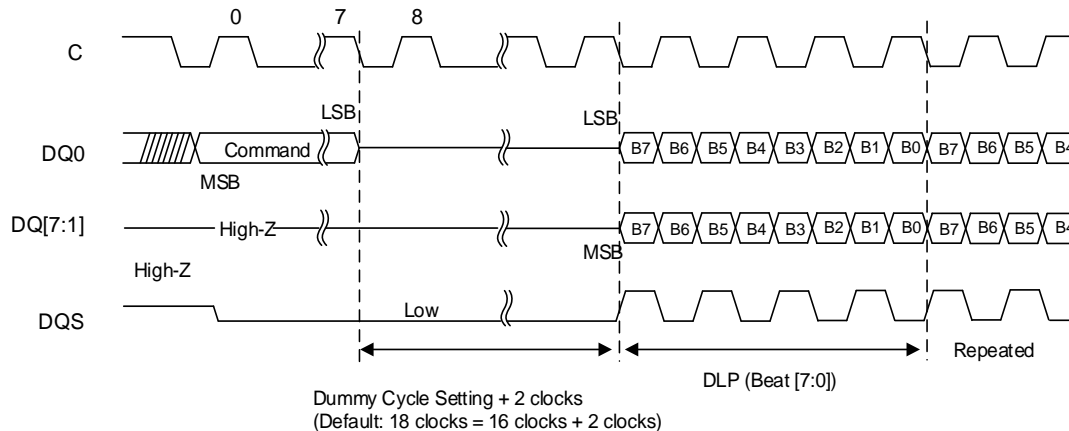 0 7 8
C
LSB LSB
DQ0 Command B7 B6 B5 B4 B3 B2 B1 B0 B7 B6 B5 B4
MSB
DQ[7:1] High-Z B7 B6 B5 B4 B3 B2 B1 B0 B7 B6 B5 B4
MSB
High-Z
DQS Low
Repeated
DLP (Beat [7:0])
Dummy Cycle Setting + 2 clocks
(Default: 18 clocks = 16 clocks + 2 clocks)